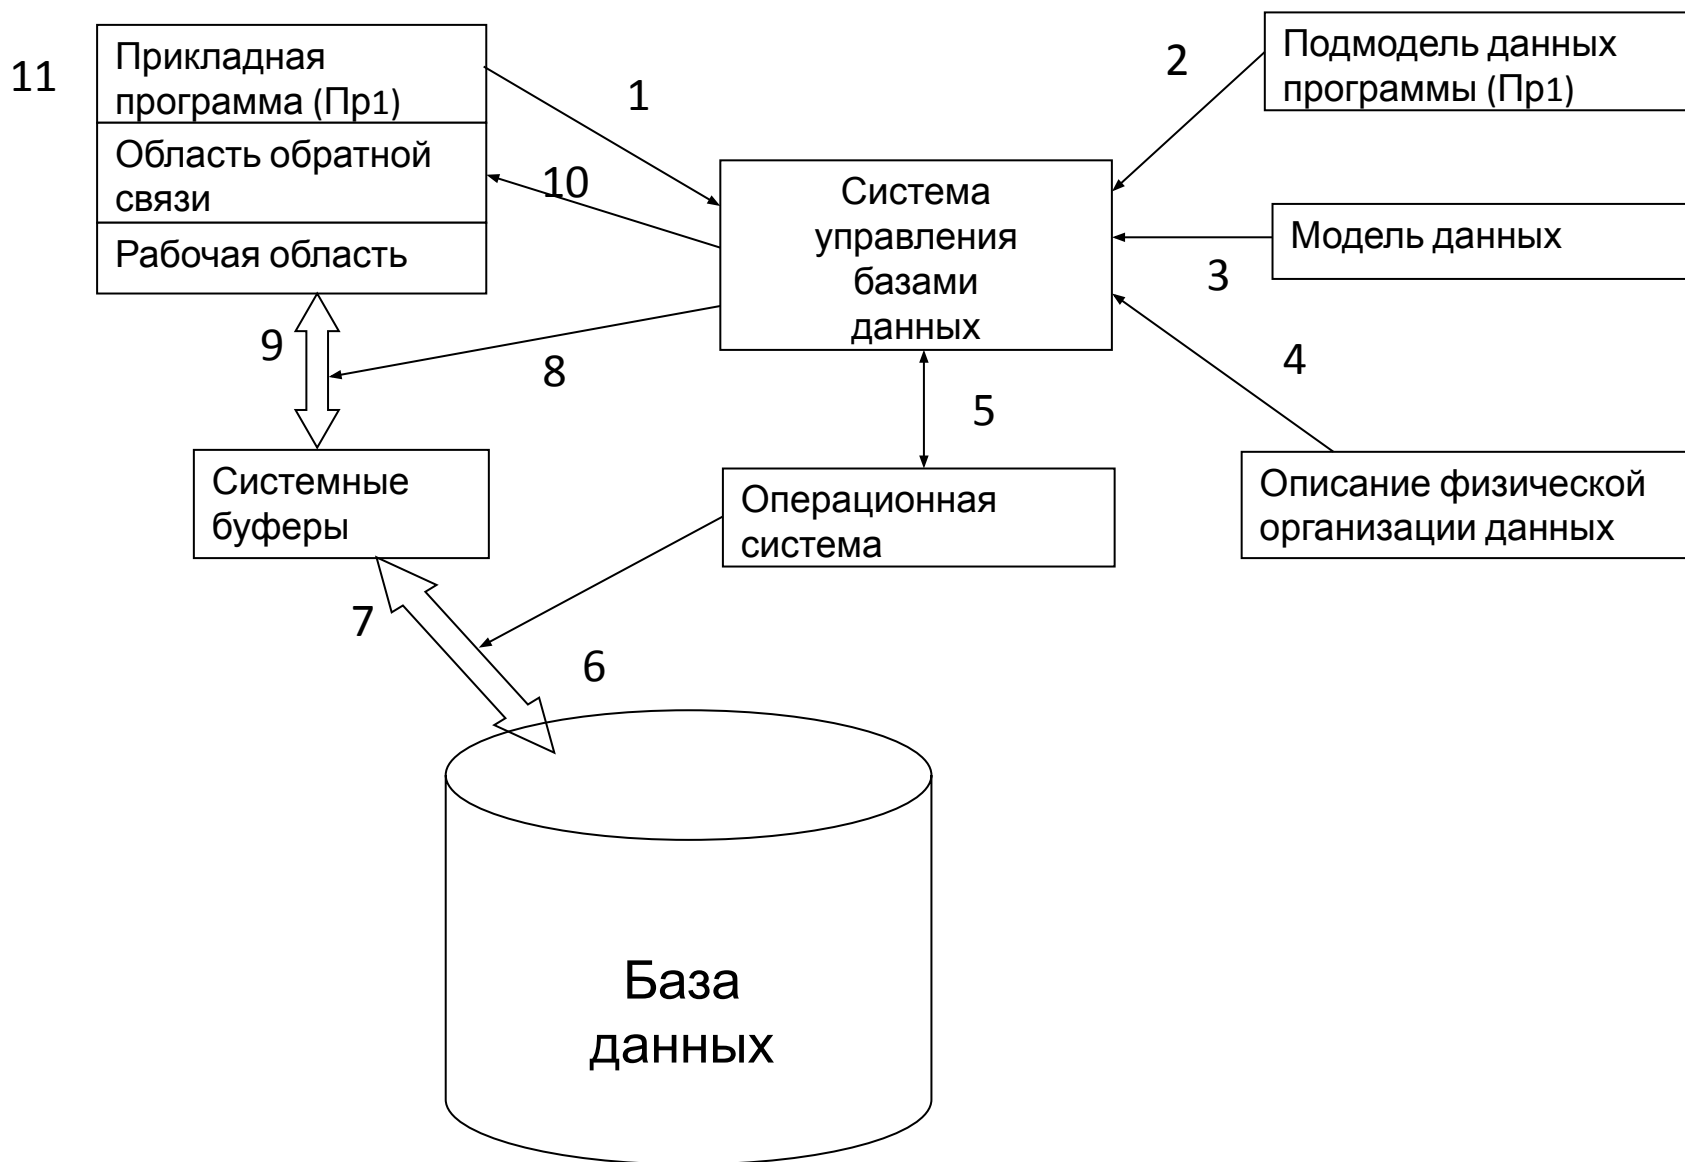 11
Прикладная
программа (Пр1)
Область обратной
связи
Рабочая область
1
10
2
Подмодель данных
программы (Пр1)
Система
управления
базами
данных
Модель данных
3
9
8
4
5
Системные
буферы
Операционная
система
Описание физической
организации данных
7
6
База
данных